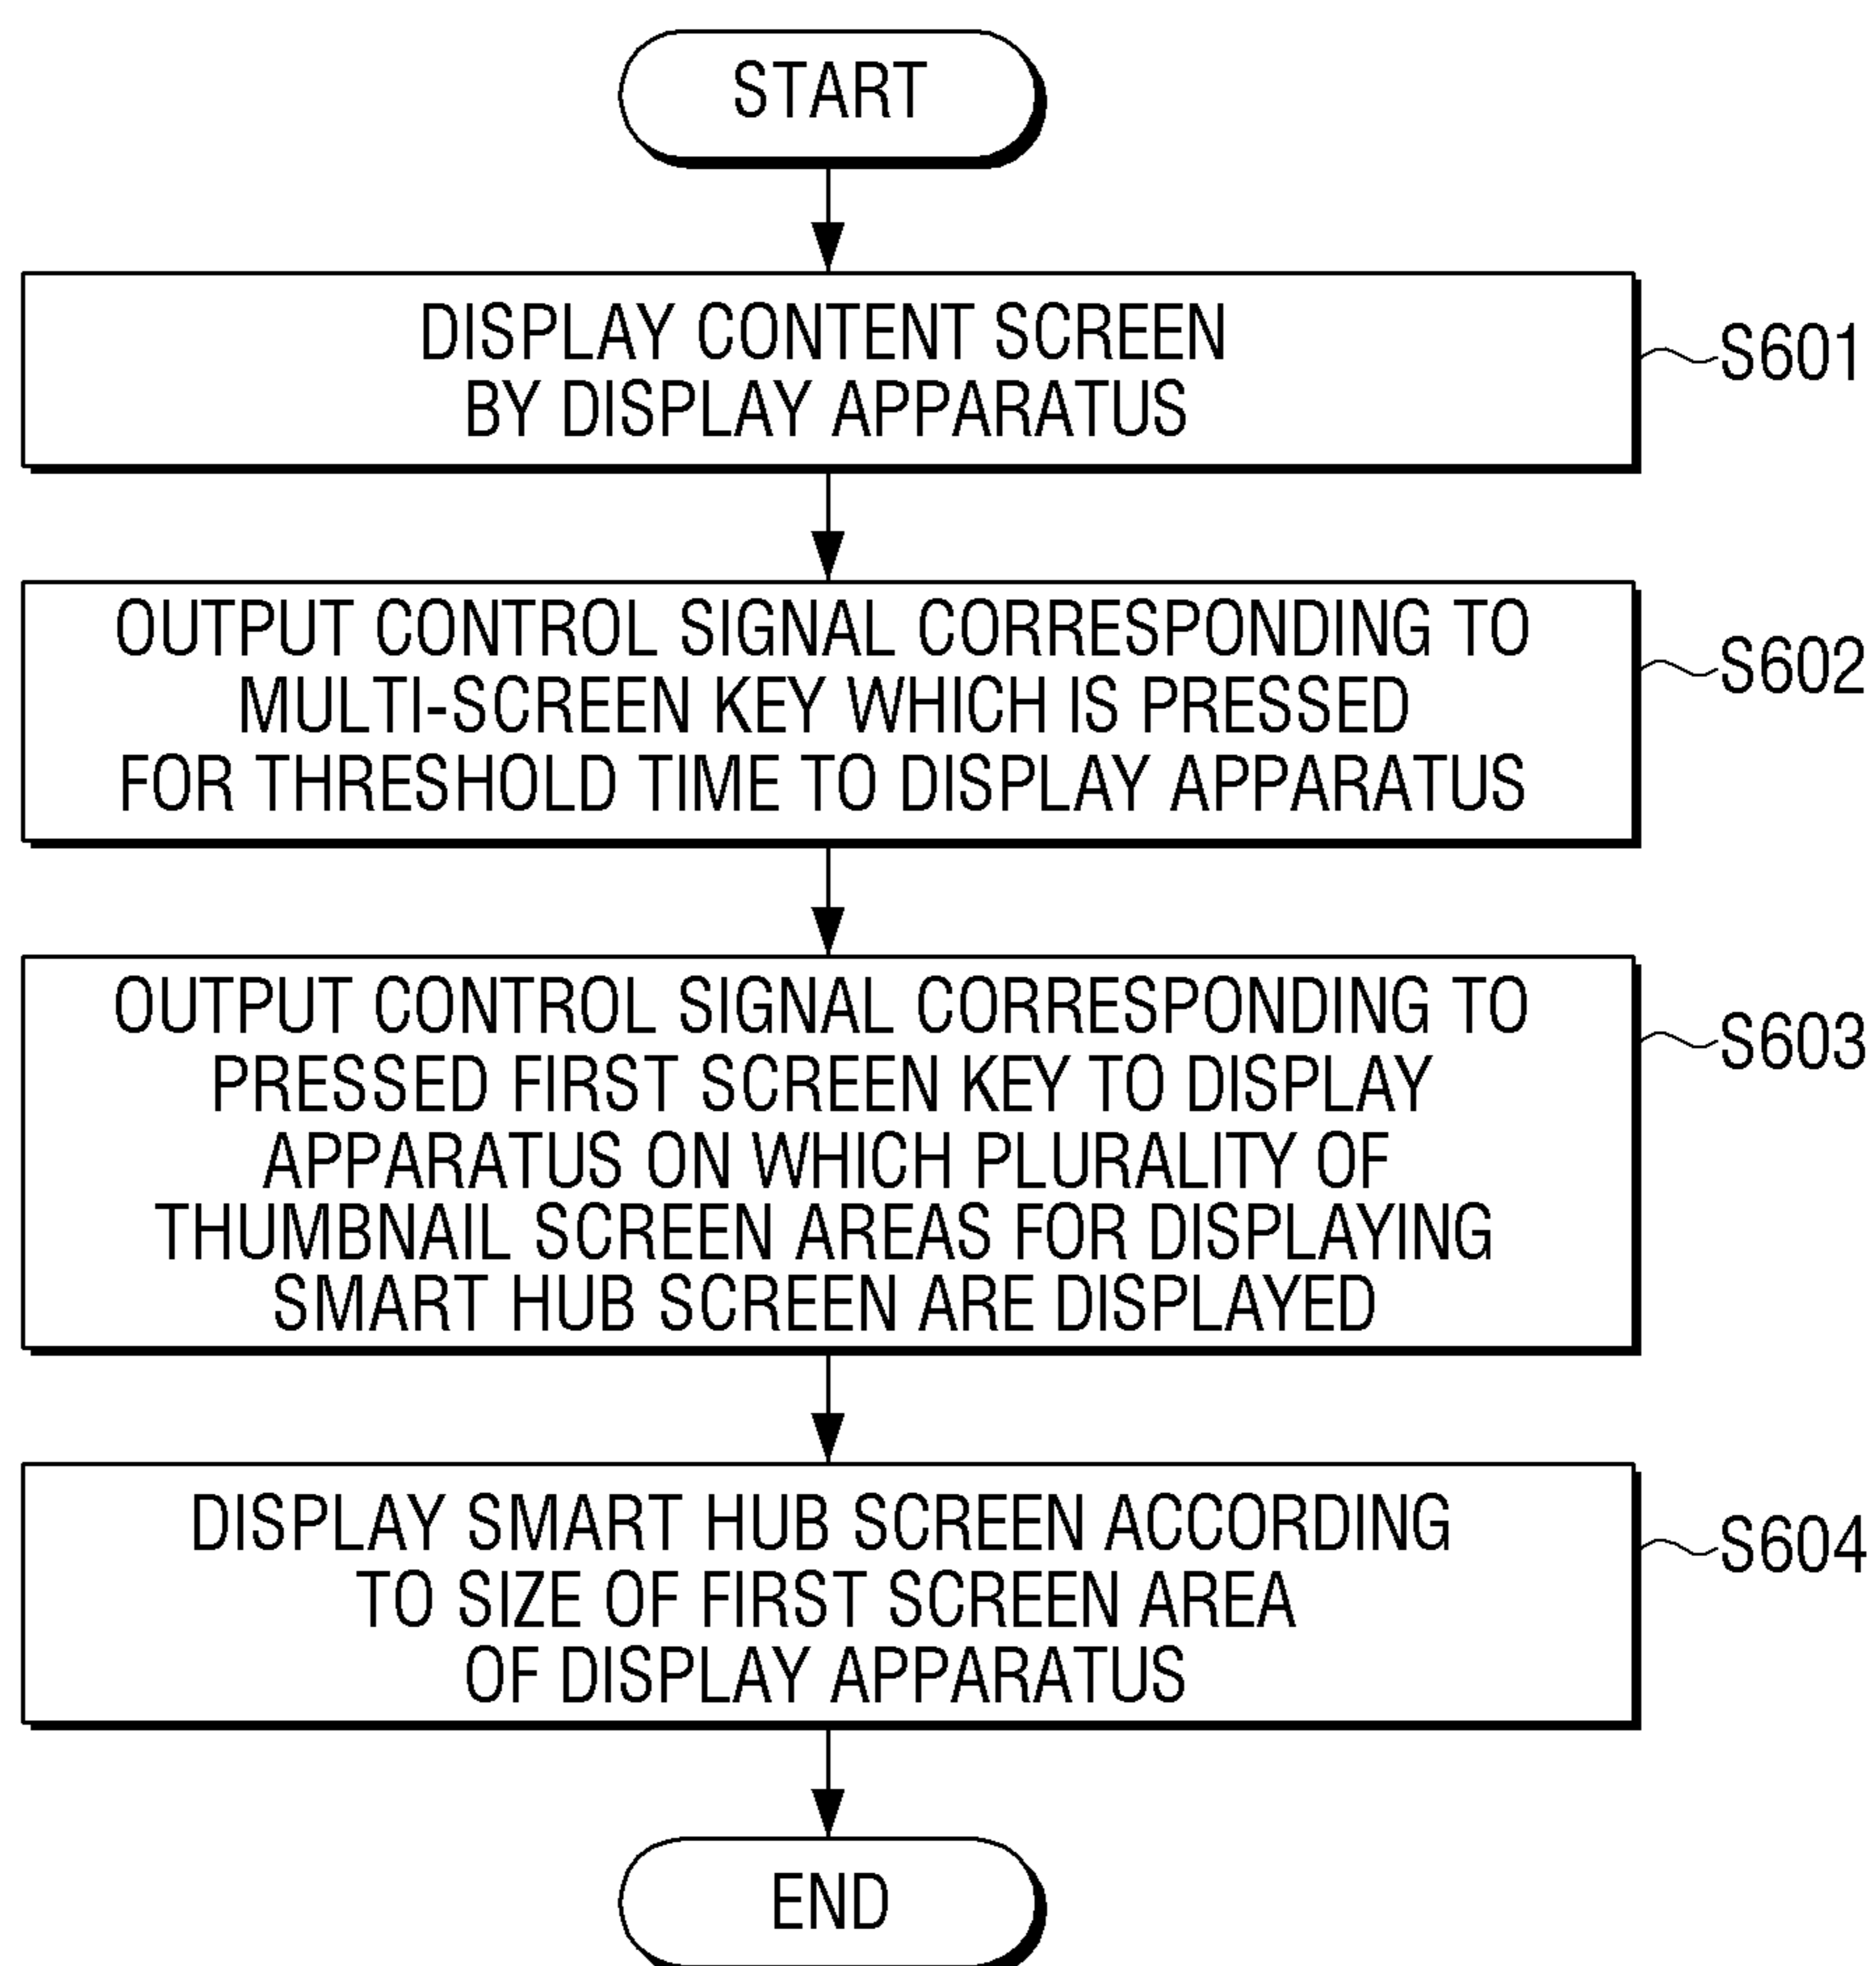 START
DISPLAY CONTENT SCREEN
BY DISPLAY APPARATUS
S601
OUTPUT CONTROL SIGNAL CORRESPONDING TO
MULTI-SCREEN KEY WHICH IS PRESSED
FOR THRESHOLD TIME TO DISPLAY APPARATUS
S602
OUTPUT CONTROL SIGNAL CORRESPONDING TO
PRESSED FIRST SCREEN KEY TO DISPLAY
APPARATUS ON WHICH PLURALITY OF
THUMBNAIL SCREEN AREAS FOR DISPLAYING
SMART HUB SCREEN ARE DISPLAYED
S603
DISPLAY SMART HUB SCREEN ACCORDING
TO SIZE OF FIRST SCREEN AREA
OF DISPLAY APPARATUS
S604
END